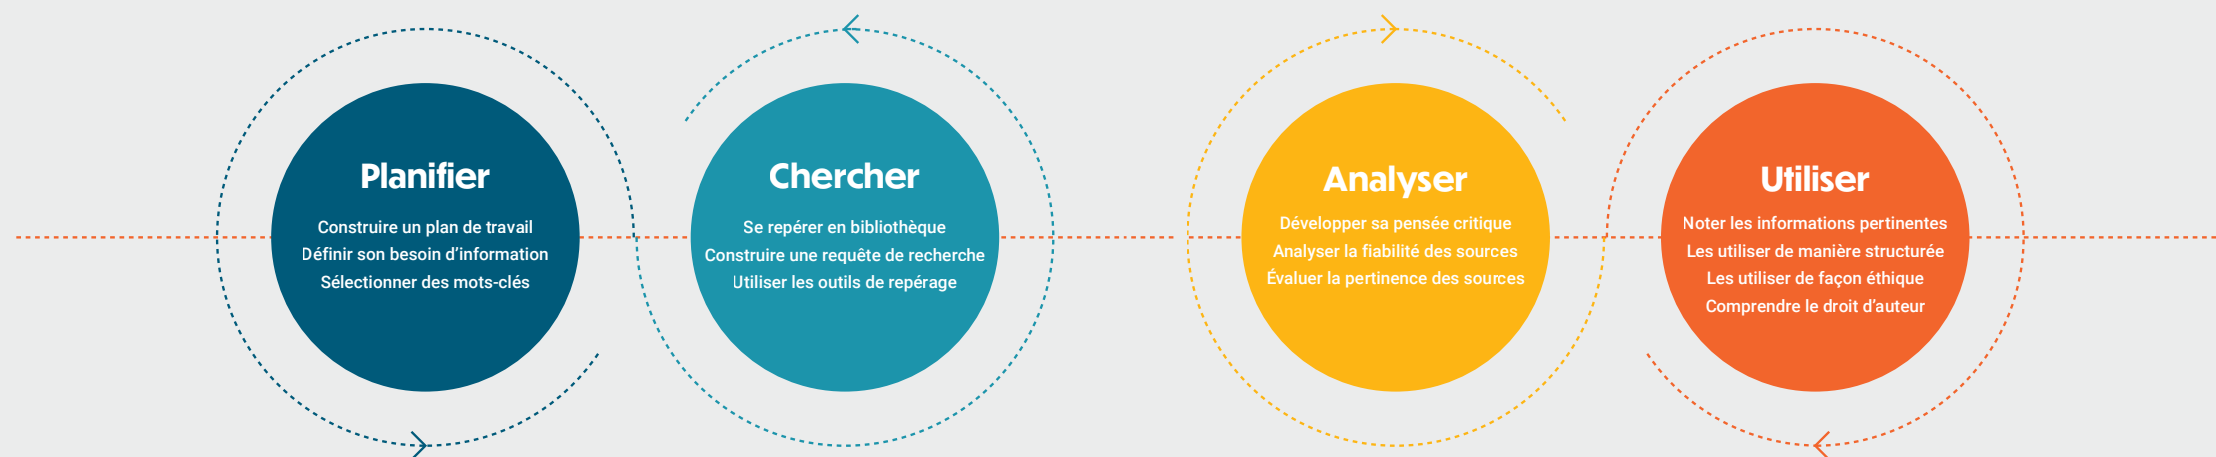 Planifier
Construire un plan de travail
Définir son besoin d’information
Sélectionner des mots-clés
Chercher
Se repérer en bibliothèque
Construire une requête de recherche
Utiliser les outils de repérage
Analyser
Développer sa pensée critique
Analyser la fiabilité des sources
Évaluer la pertinence des sources
Utiliser
Noter les informations pertinentes
Les utiliser de manière structurée
Les utiliser de façon éthique
Comprendre le droit d’auteur